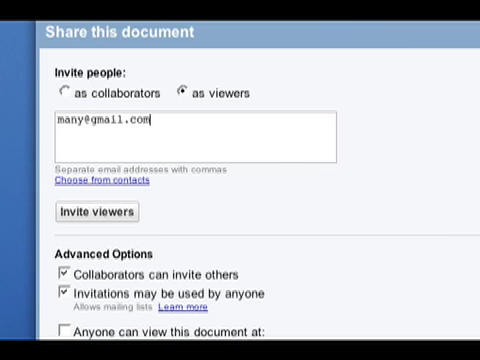 Share this document
Invite people:
as collaborators as viewers
many@gmail.com
Separate email addresses with commas
Choose from contacts
Invite viewers
Advanced Options
Collaborators can invite others
Invitations may be used by anyone
Allows mailing lists Learn more
Anyone can view this document at: